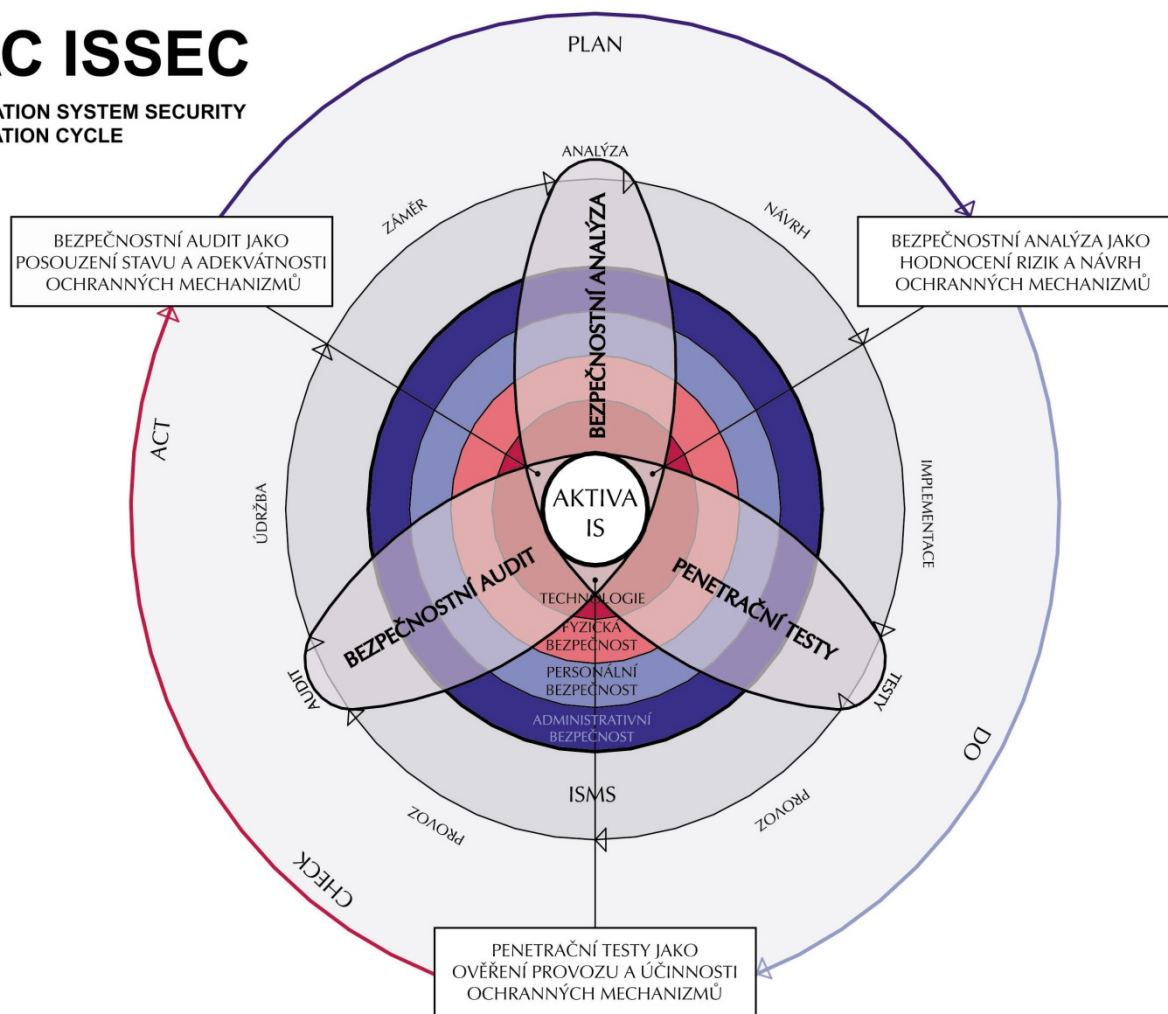 AC ISSEC
ATION SYSTEM SECURITY
ATION CYCLE
PLAN
ANALÝZA
ZÁMĚR
NÁVRH
BEZPEČNOSTNÍ AUDIT JAKO
POSOUZENÍ STAVU A ADEKVÁTNOSTI
OCHRANNÝCH MECHANIZMŮ
BEZPEČNOSTNÍ ANALÝZA JAKO
HODNOCENÍ RIZIK A NÁVRH
OCHRANNÝCH MECHANIZMŮ
BEZPEČNOSTNÍ ANALÝZA
ACT
ÚDRŽBA
IMPLEMENTACE
AKTIVA
IS
BEZPEČNOSTNÍ AUDIT
PENETRAČNÍ TESTY
TECHNOLOGIE
FYZICKÁ
BEZPEČNOST
PERSONÁLNÍ
BEZPEČNOST
ADMINISTRATIVNÍ
BEZPEČNOST
AUDIT
TESTY
DO
ISMS
PROVOZ
PROVOZ
CHECK
PENETRAČNÍ TESTY JAKO
OVĚŘENÍ PROVOZU A ÚČINNOSTI
OCHRANNÝCH MECHANIZMŮ